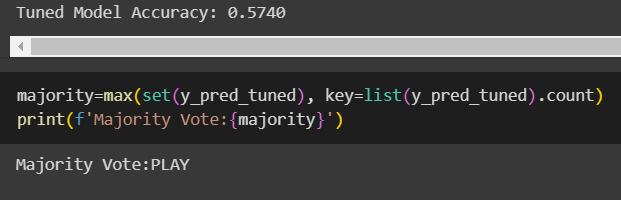 Tuned Model Accuracy: 0.5740
majority=max(set(y_pred_tuned), key=list(y_pred_tuned).count)
print(f'Majority Vote:{majority}')
Majority Vote:PLAY